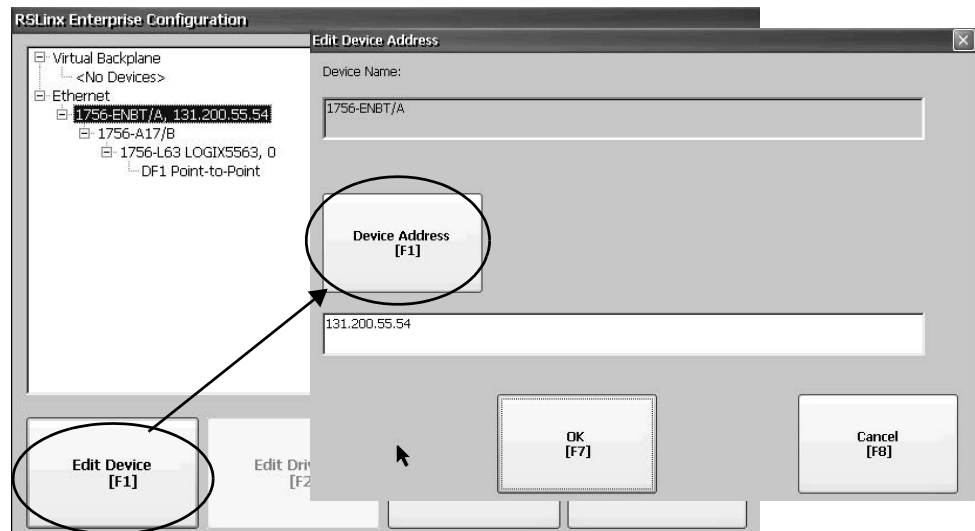 RSLinx Enterprise Configuration
Virtual Backplane
<No Devices>
Ethernet
1756-ENBT/A, 131.200.55.54
1756-A17/B
1756-L63 LOGIX5563, 0
DF1 Point-to-Point
Edit Device
[F1]
Edit Dri
[F2
Edit Device Address
Device Name:
1756-ENBT/A
Device Address
[F1]
131.200.55.54
OK
[F7]
Cancel
[F8]